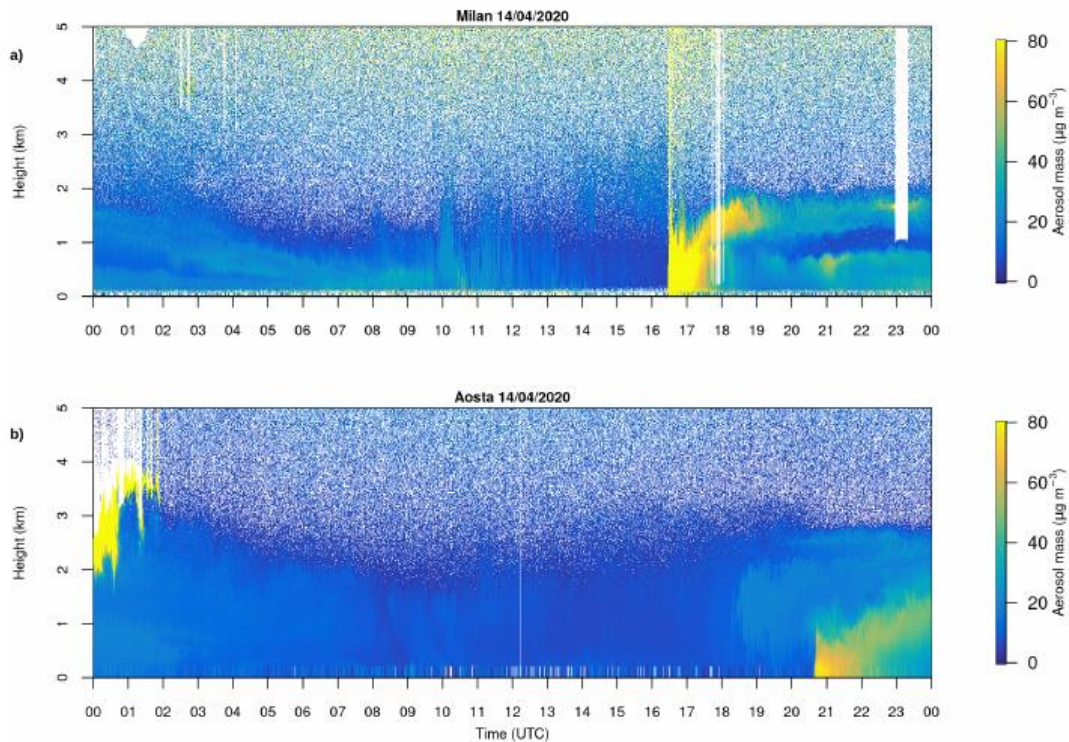 Milan 14/04/2020
a)
Height (km)
5
4
3
2
1
0
00 01 02 03 04 05 06 07 08 09 10 11 12 13 14 15 16 17 18 19 20 21 22 23 00
80
60
40
20
0
Aerosol mass (µg m⁻³)
Aosta 14/04/2020
b)
Height (km)
5
4
3
2
1
0
00 01 02 03 04 05 06 07 08 09 10 11 12 13 14 15 16 17 18 19 20 21 22 23 00
Time (UTC)
80
60
40
20
0
Aerosol mass (µg m⁻³)